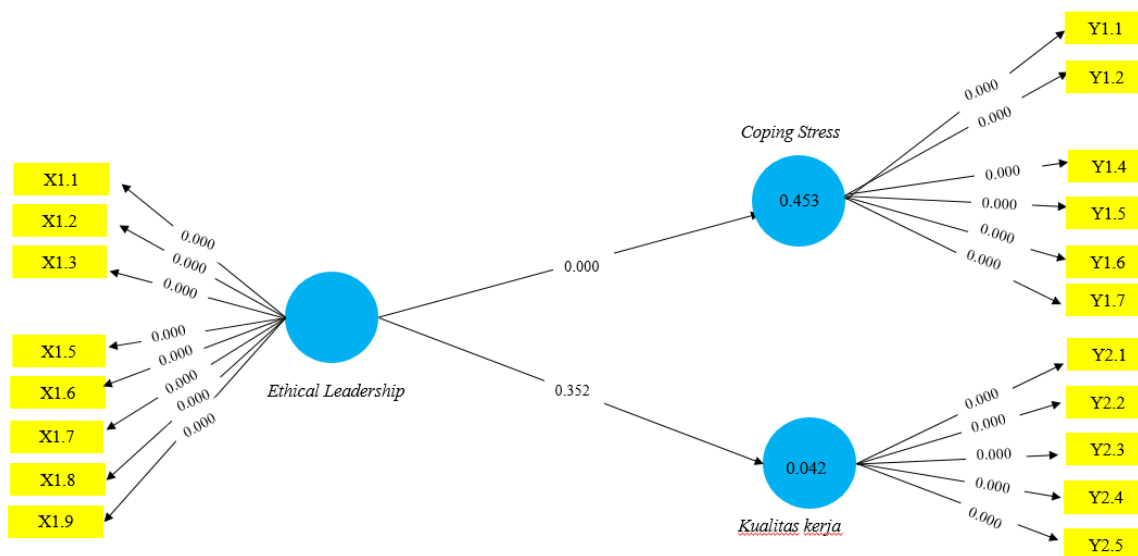 X1.1
X1.2
X1.3
X1.5
X1.6
X1.7
X1.8
X1.9
0.000
0.000
0.000
0.000
0.000
0.000
0.000
0.000
Ethical Leadership
0.000
0.352
Coping Stress
0.453
0.042
Kualitas kerja
0.000
0.000
0.000
0.000
0.000
0.000
Y1.1
Y1.2
Y1.4
Y1.5
Y1.6
Y1.7
0.000
0.000
0.000
0.000
0.000
Y2.1
Y2.2
Y2.3
Y2.4
Y2.5